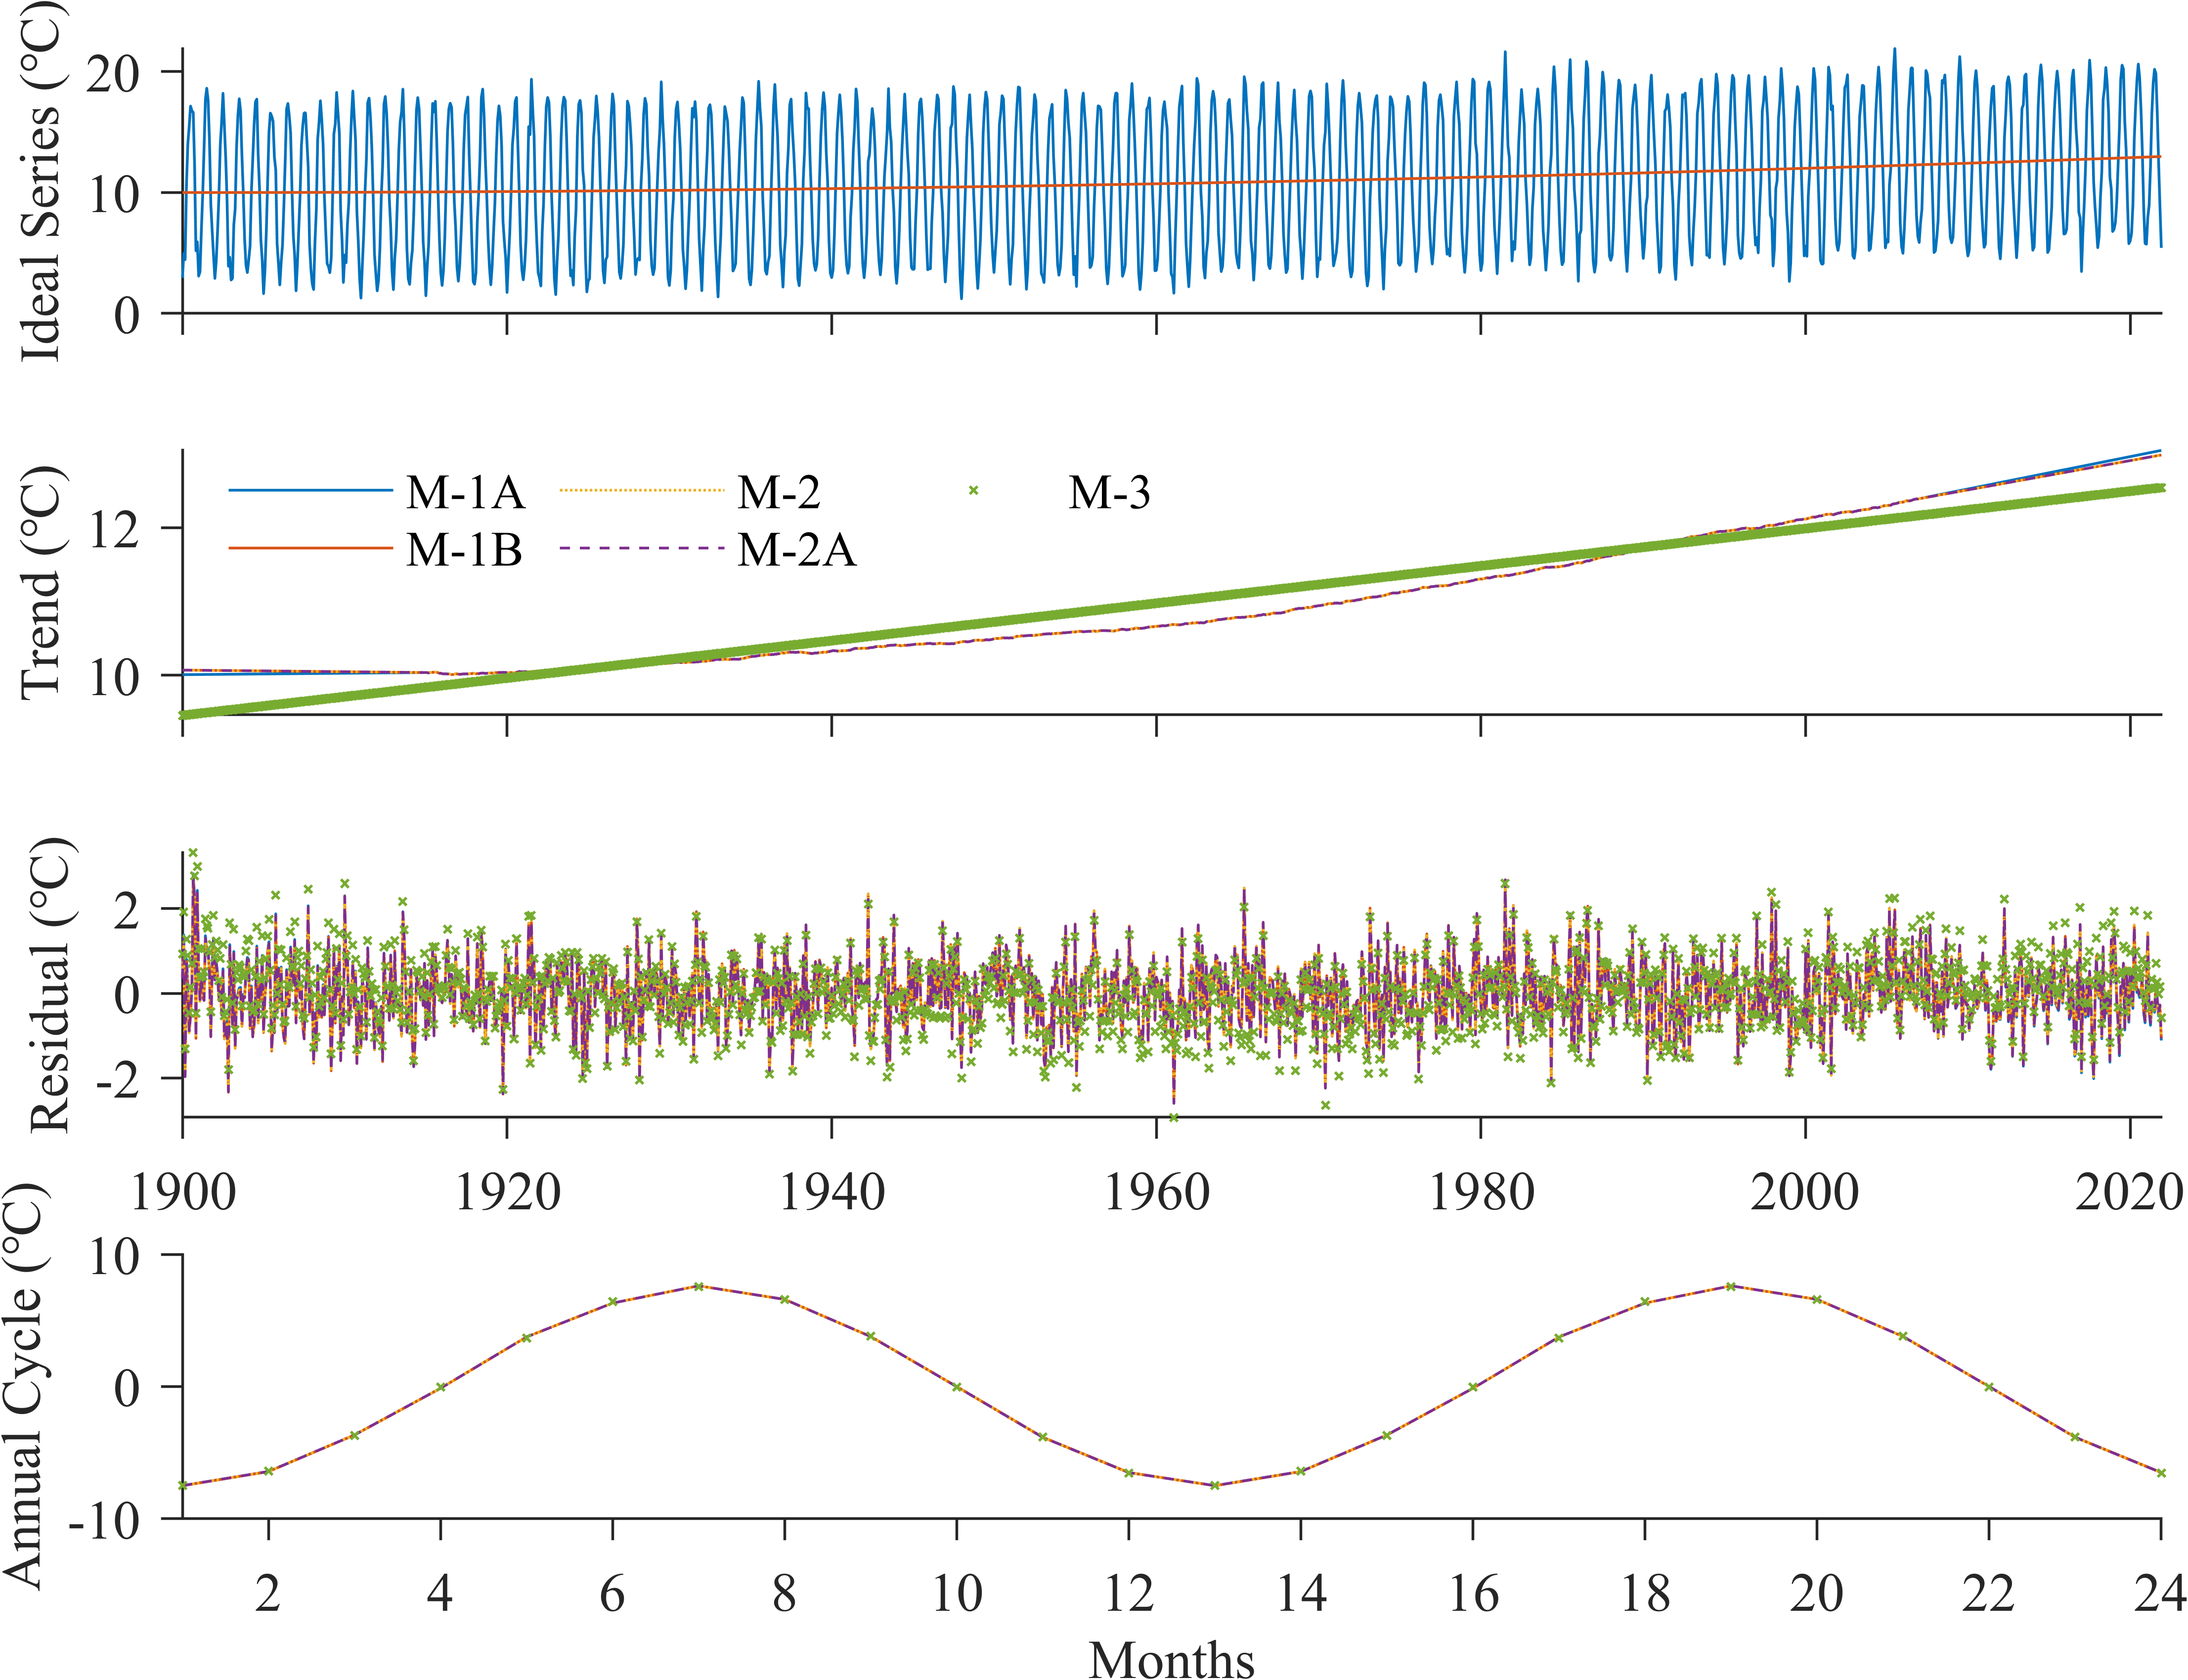 Ideal Series (°C)
20
10
0
Trend (°C)
12
10
M-1A
M-2
M-3
M-1B
M-2A
Residual (°C)
2
0
-2
1900 1920 1940 1960 1980 2000 2020
Annual Cycle (°C)
10
0
-10
2 4 6 8 10 12 14 16 18 20 22 24
Months